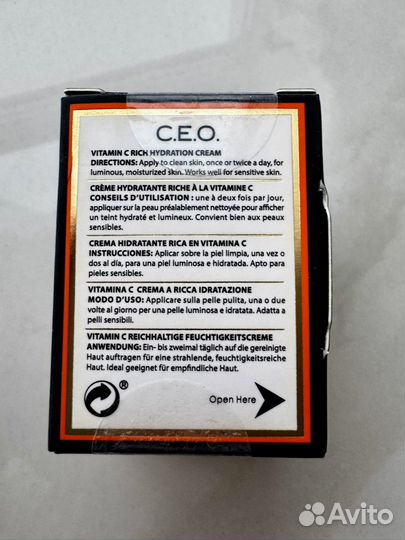 C.E.O.
VITAMIN C RICH HYDRATION CREAM
DIRECTIONS: Apply to clean skin, once or twice a day, for
luminous, moisturized skin. Works well for sensitive skin.
CRÈME HYDRATANTE RICHE À LA VITAMINE C
CONSEILS D'UTILISATION : une à deux fois par jour,
appliquer sur la peau préalablement nettoyée pour afficher
un teint hydraté et lumineux. Convient bien aux peaux
sensibles.
CREMA HIDRATANTE RICA EN VITAMINA C
INSTRUCCIONES: Aplicar sobre la piel limpia, una vez o
dos al día, para una piel luminosa e hidratada. Apto para
pieles sensibles.
VITAMINA C CREMA A RICCA IDRATAZIONE
MODO D'USO: Applicare sulla pelle pulita, una o due
volte al giorno per una pelle luminosa e idratata. Adatta a
pelli sensibili.
VITAMIN C REICHHALTIGE FEUCHTIGKEITSCREME
ANWENDUNG: Ein- bis zweimal täglich auf die gereinigte
Haut auftragen für eine strahlende, feuchtigkeitsreiche
Haut. Ideal geeignet für empfindliche Haut.
®
Open Here
Avito